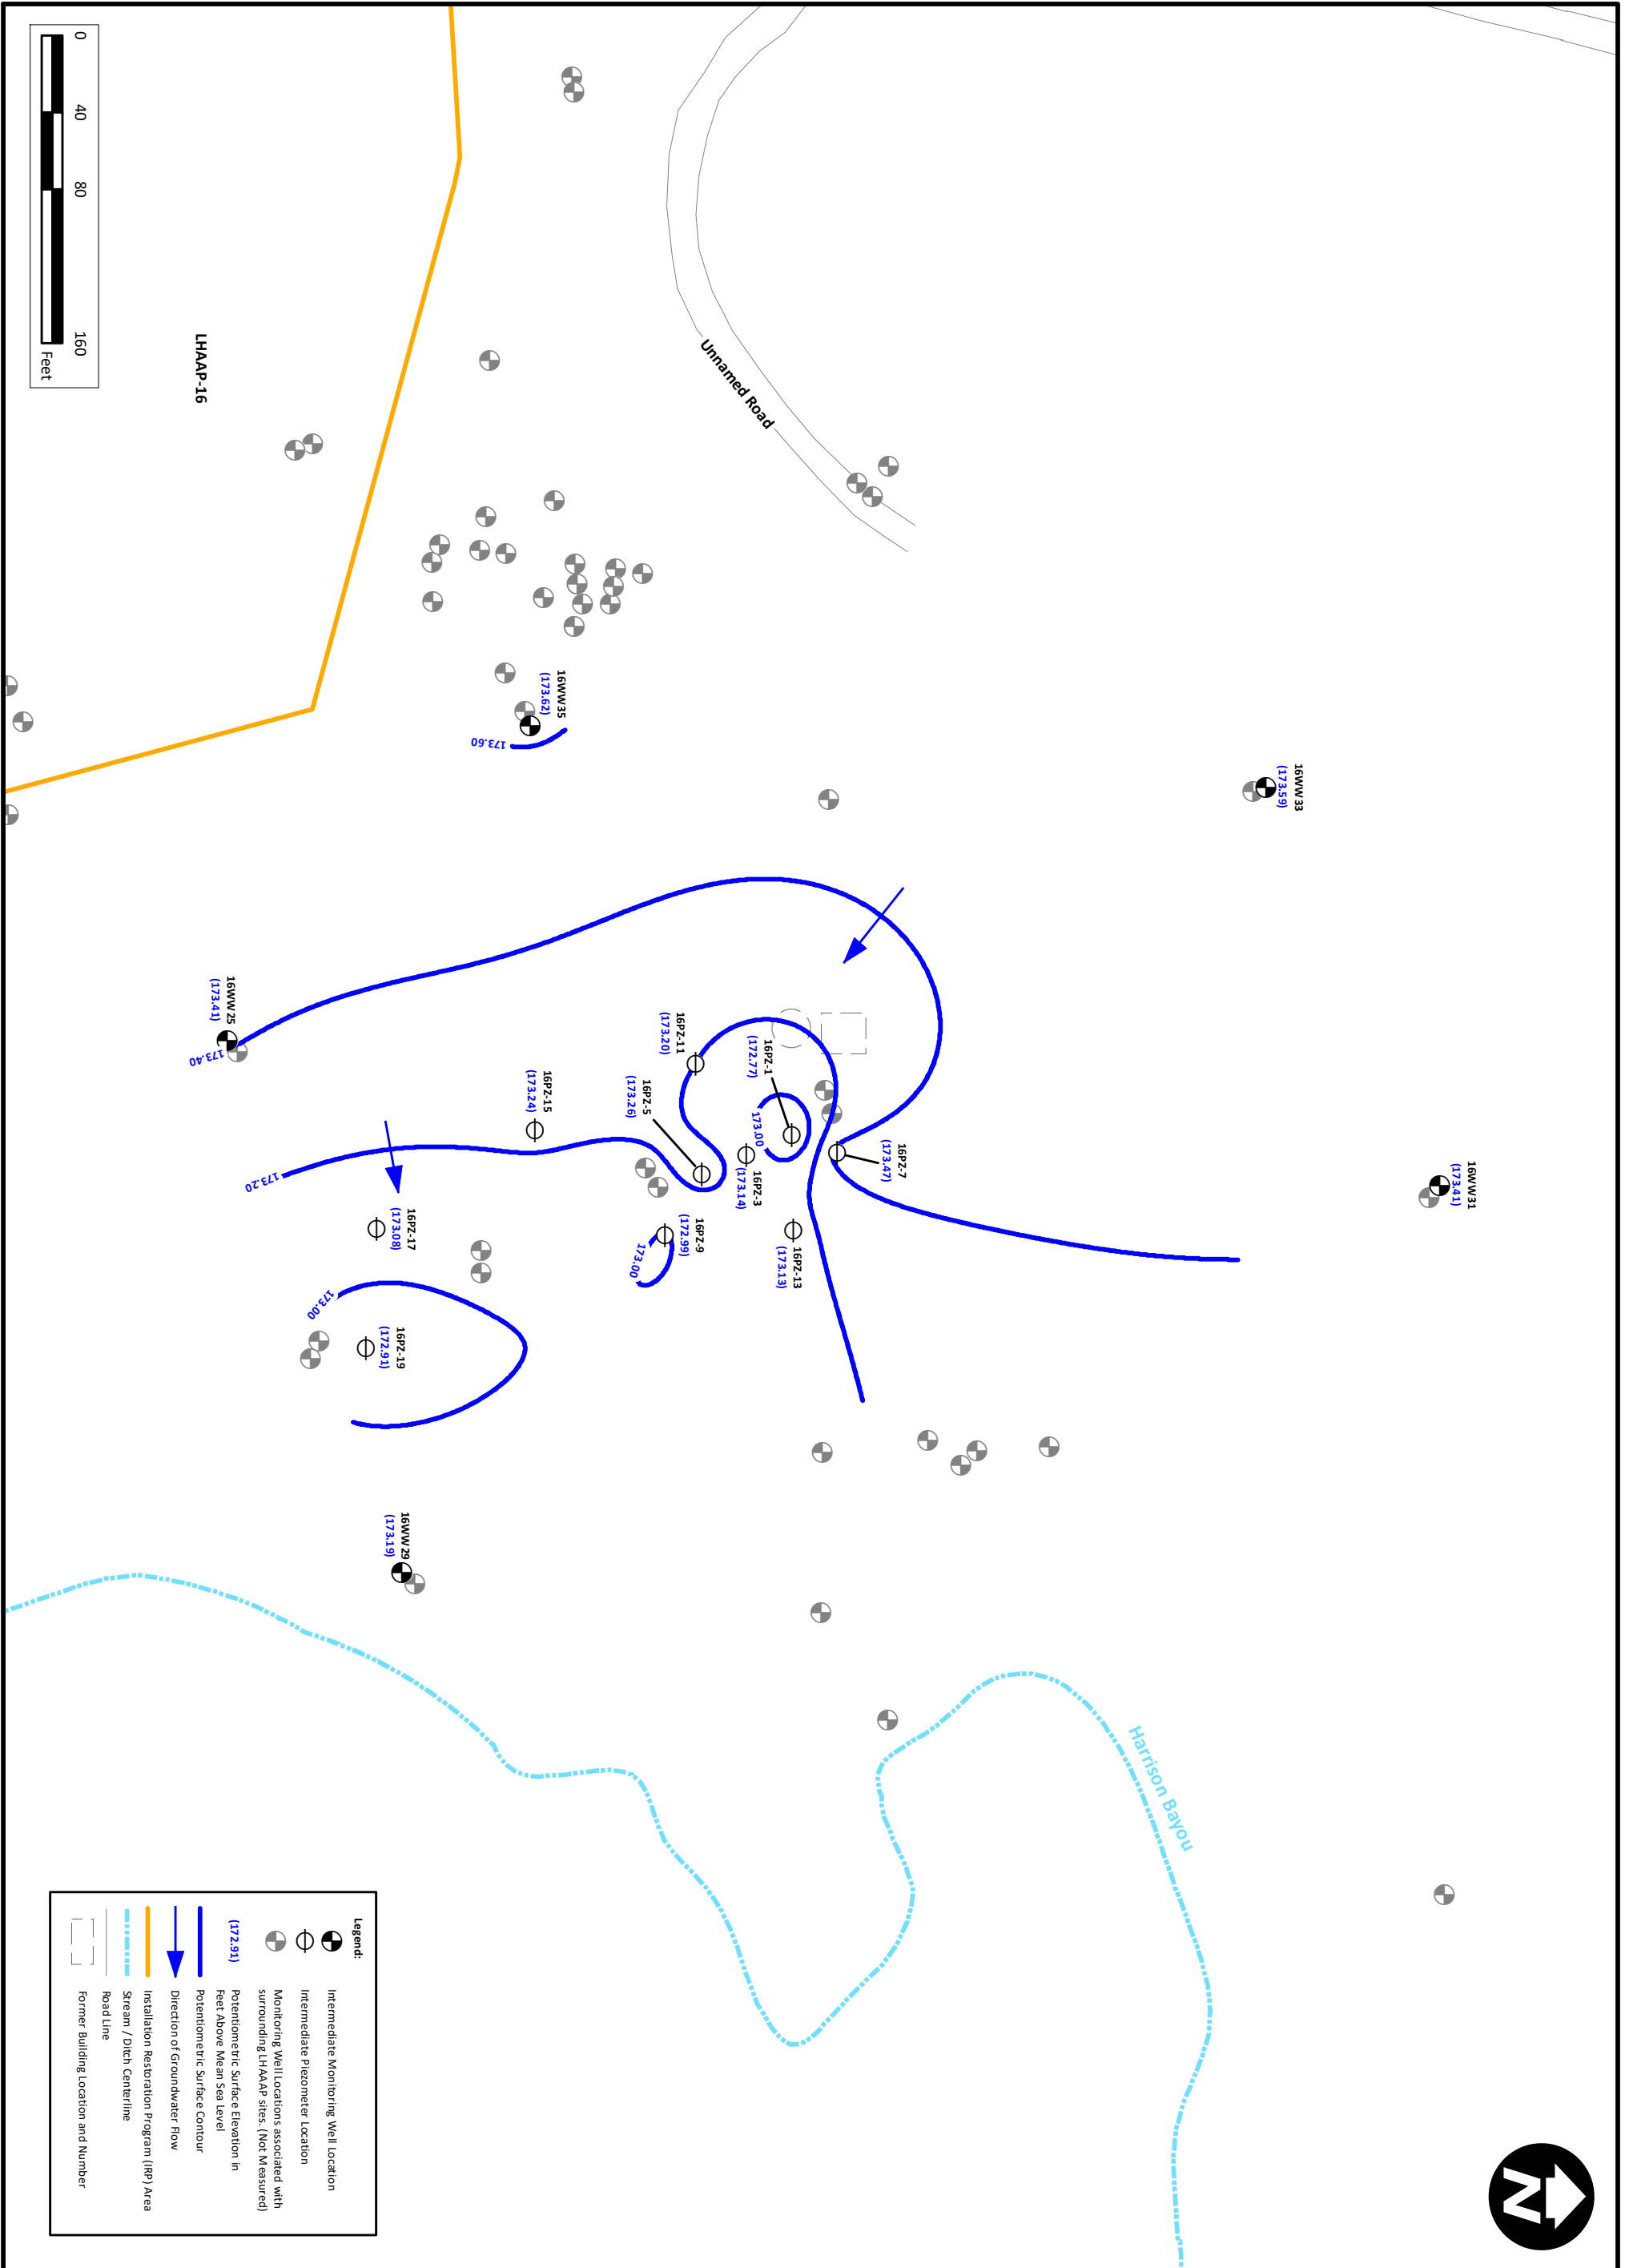 16WW33
(173.59)
16WW31
(173.41)
Harrison Bayou
N
Unnamed Road
16PZ-7
(173.47)
16PZ-13
(173.13)
16PZ-1
(172.77)
173.00
16PZ-3
(173.14)
16PZ-11
(173.20)
16PZ-9
(172.99)
173.00
16PZ-5
(173.26)
16WW35
(173.62)
173.60
16PZ-15
(173.24)
16PZ-17
(173.08)
16PZ-19
(172.91)
173.00
16WW29
(173.19)
173.20
16WW25
(173.41)
173.40
LHAAP-16
0 40 80 160
Feet
Legend:
Intermediate Monitoring Well Location
Intermediate Piezometer Location
Monitoring Well Locations associated with
surrounding LHAAAP sites. (Not Measured)
(172.91) Potentiometric Surface Elevation in
Feet Above Mean Sea Level
Potentiometric Surface Contour
Direction of Groundwater Flow
Installation Restoration Program (IRP) Area
Stream / Ditch Centerline
Road Line
Former Building Location and Number